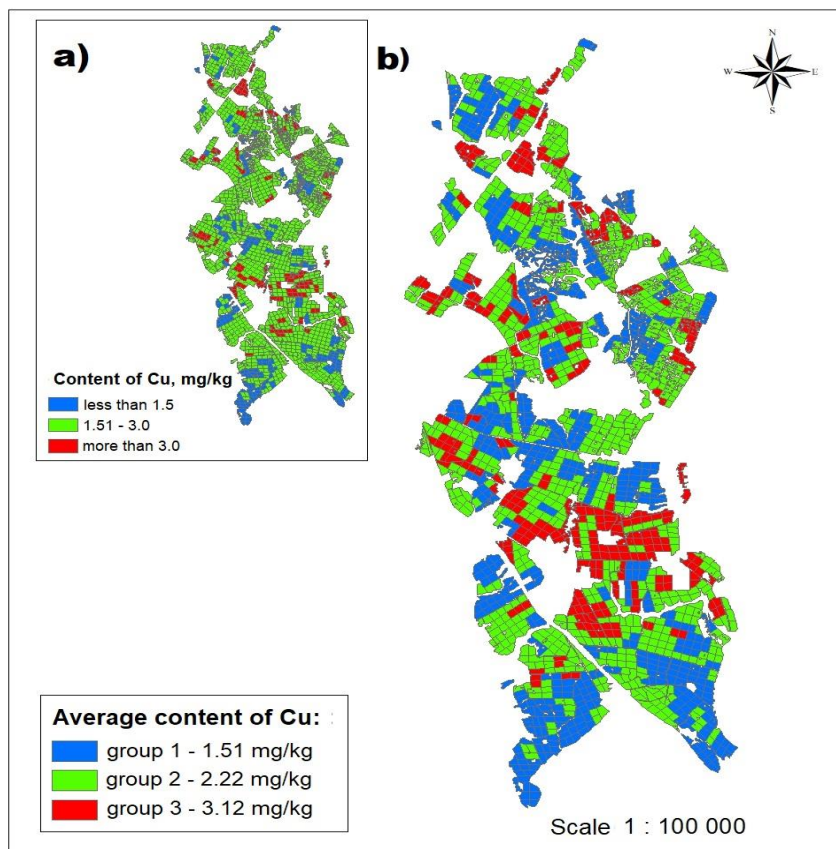 a)
Content of Cu, mg/kg
less than 1.5
1.51 - 3.0
more than 3.0
b)
N
W E
S
Average content of Cu: :
group 1 - 1.51 mg/kg
group 2 - 2.22 mg/kg
group 3 - 3.12 mg/kg
Scale 1 : 100 000